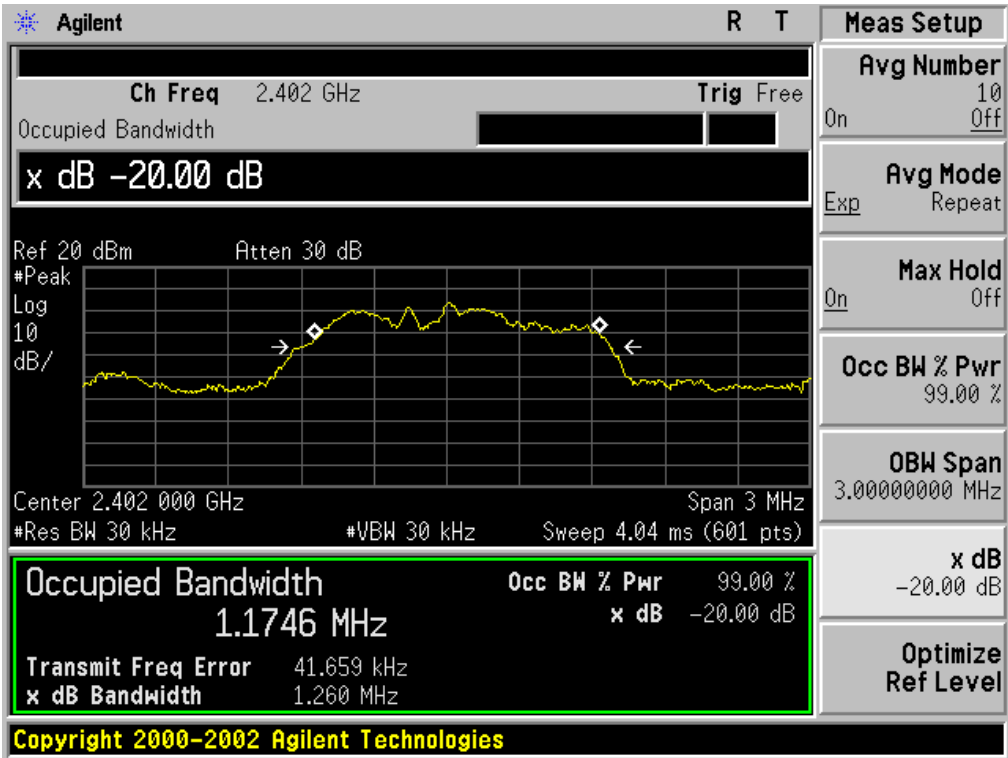 Agilent R T
Ch Freq 2.402 GHz Trig Free
Occupied Bandwidth
x dB -20.00 dB
Ref 20 dBm Atten 30 dB
#Peak
Log
10
dB/
Center 2.402 000 GHz Span 3 MHz
#Res BW 30 kHz #VBW 30 kHz Sweep 4.04 ms (601 pts)
Occupied Bandwidth Occ BW % Pwr 99.00 %
1.1746 MHz x dB -20.00 dB
Transmit Freq Error 41.659 kHz
x dB Bandwidth 1.260 MHz
Copyright 2000-2002 Agilent Technologies
Meas Setup
Avg Number
10
On Off
Avg Mode
Exp Repeat
Max Hold
On Off
Occ BW % Pwr
99.00 %
OBW Span
3.00000000 MHz
x dB
-20.00 dB
Optimize
Ref Level